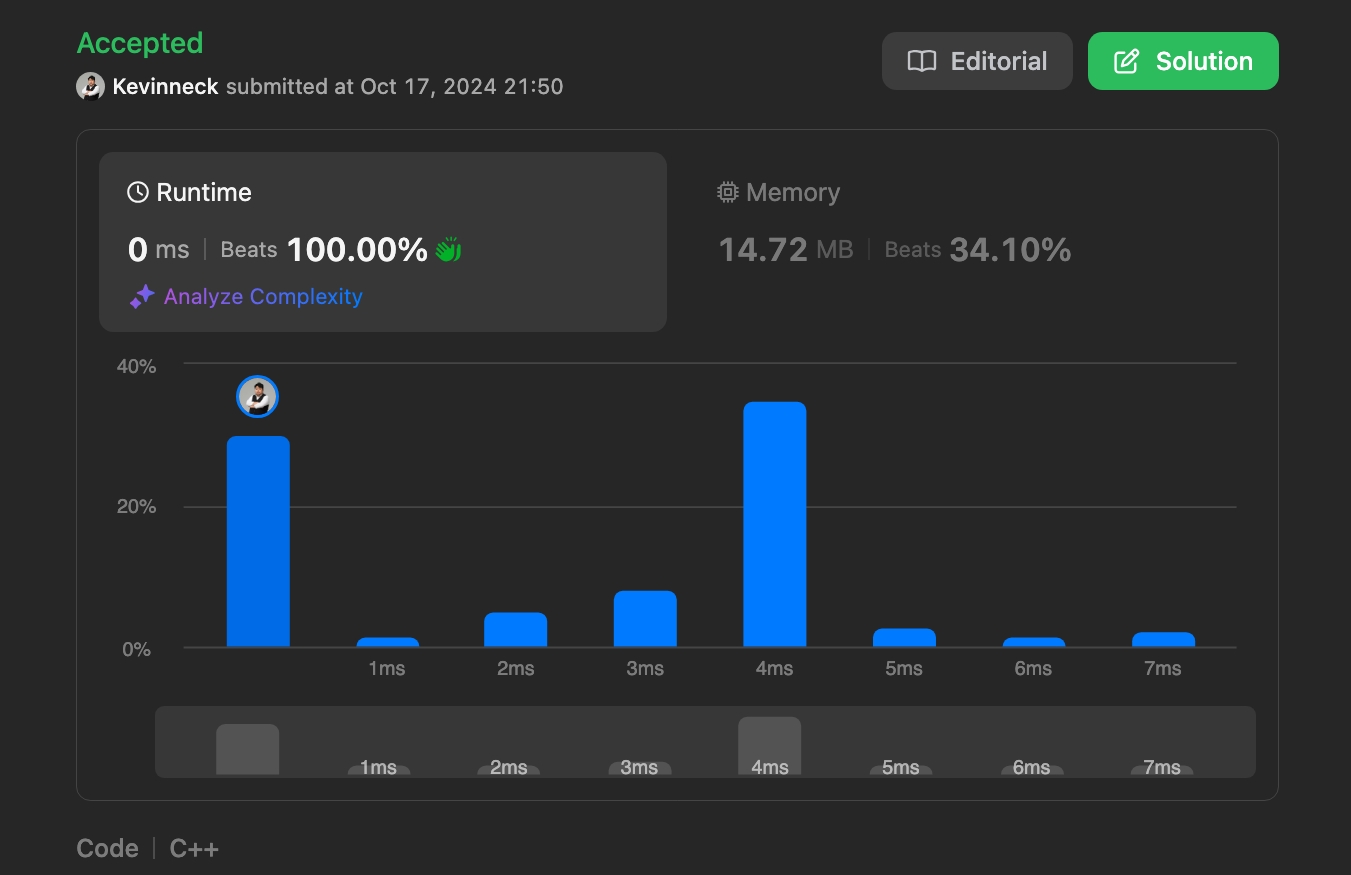 Accepted
Editorial
Solution
Kevinneck submitted at Oct 17, 2024 21:50
Runtime
0 ms | Beats 100.00%
Analyze Complexity
Memory
14.72 MB | Beats 34.10%
40%
20%
0%
1ms 2ms 3ms 4ms 5ms 6ms 7ms
1ms 2ms 3ms 4ms 5ms 6ms 7ms
Code | C++